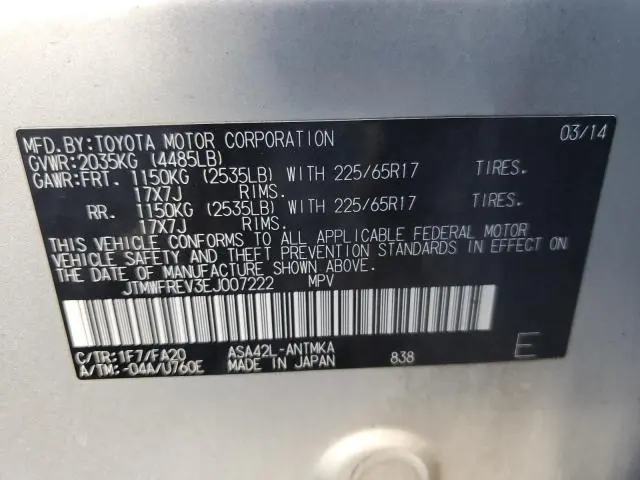 MFD.BY:TOYOTA MOTOR CORPORATION 03/14
GVWR:2035KG (4485LB)
GAWR:FRT. 1150KG (2535LB) WITH 225/65R17 TIRES.
17X7J RIMS.
RR. 1150KG (2535LB) WITH 225/65R17 TIRES.
17X7J RIMS.
THIS VEHICLE CONFORMS TO ALL APPLICABLE FEDERAL MOTOR
VEHICLE SAFETY AND THEFT PREVENTION STANDARDS IN EFFECT ON
THE DATE OF MANUFACTURE SHOWN ABOVE.
JTMWFREV3EJ007222 MPV
C/TR:1F7/FA20 ASA42L-ANTMKA
A/TM:-04A/U760E MADE IN JAPAN 838 E